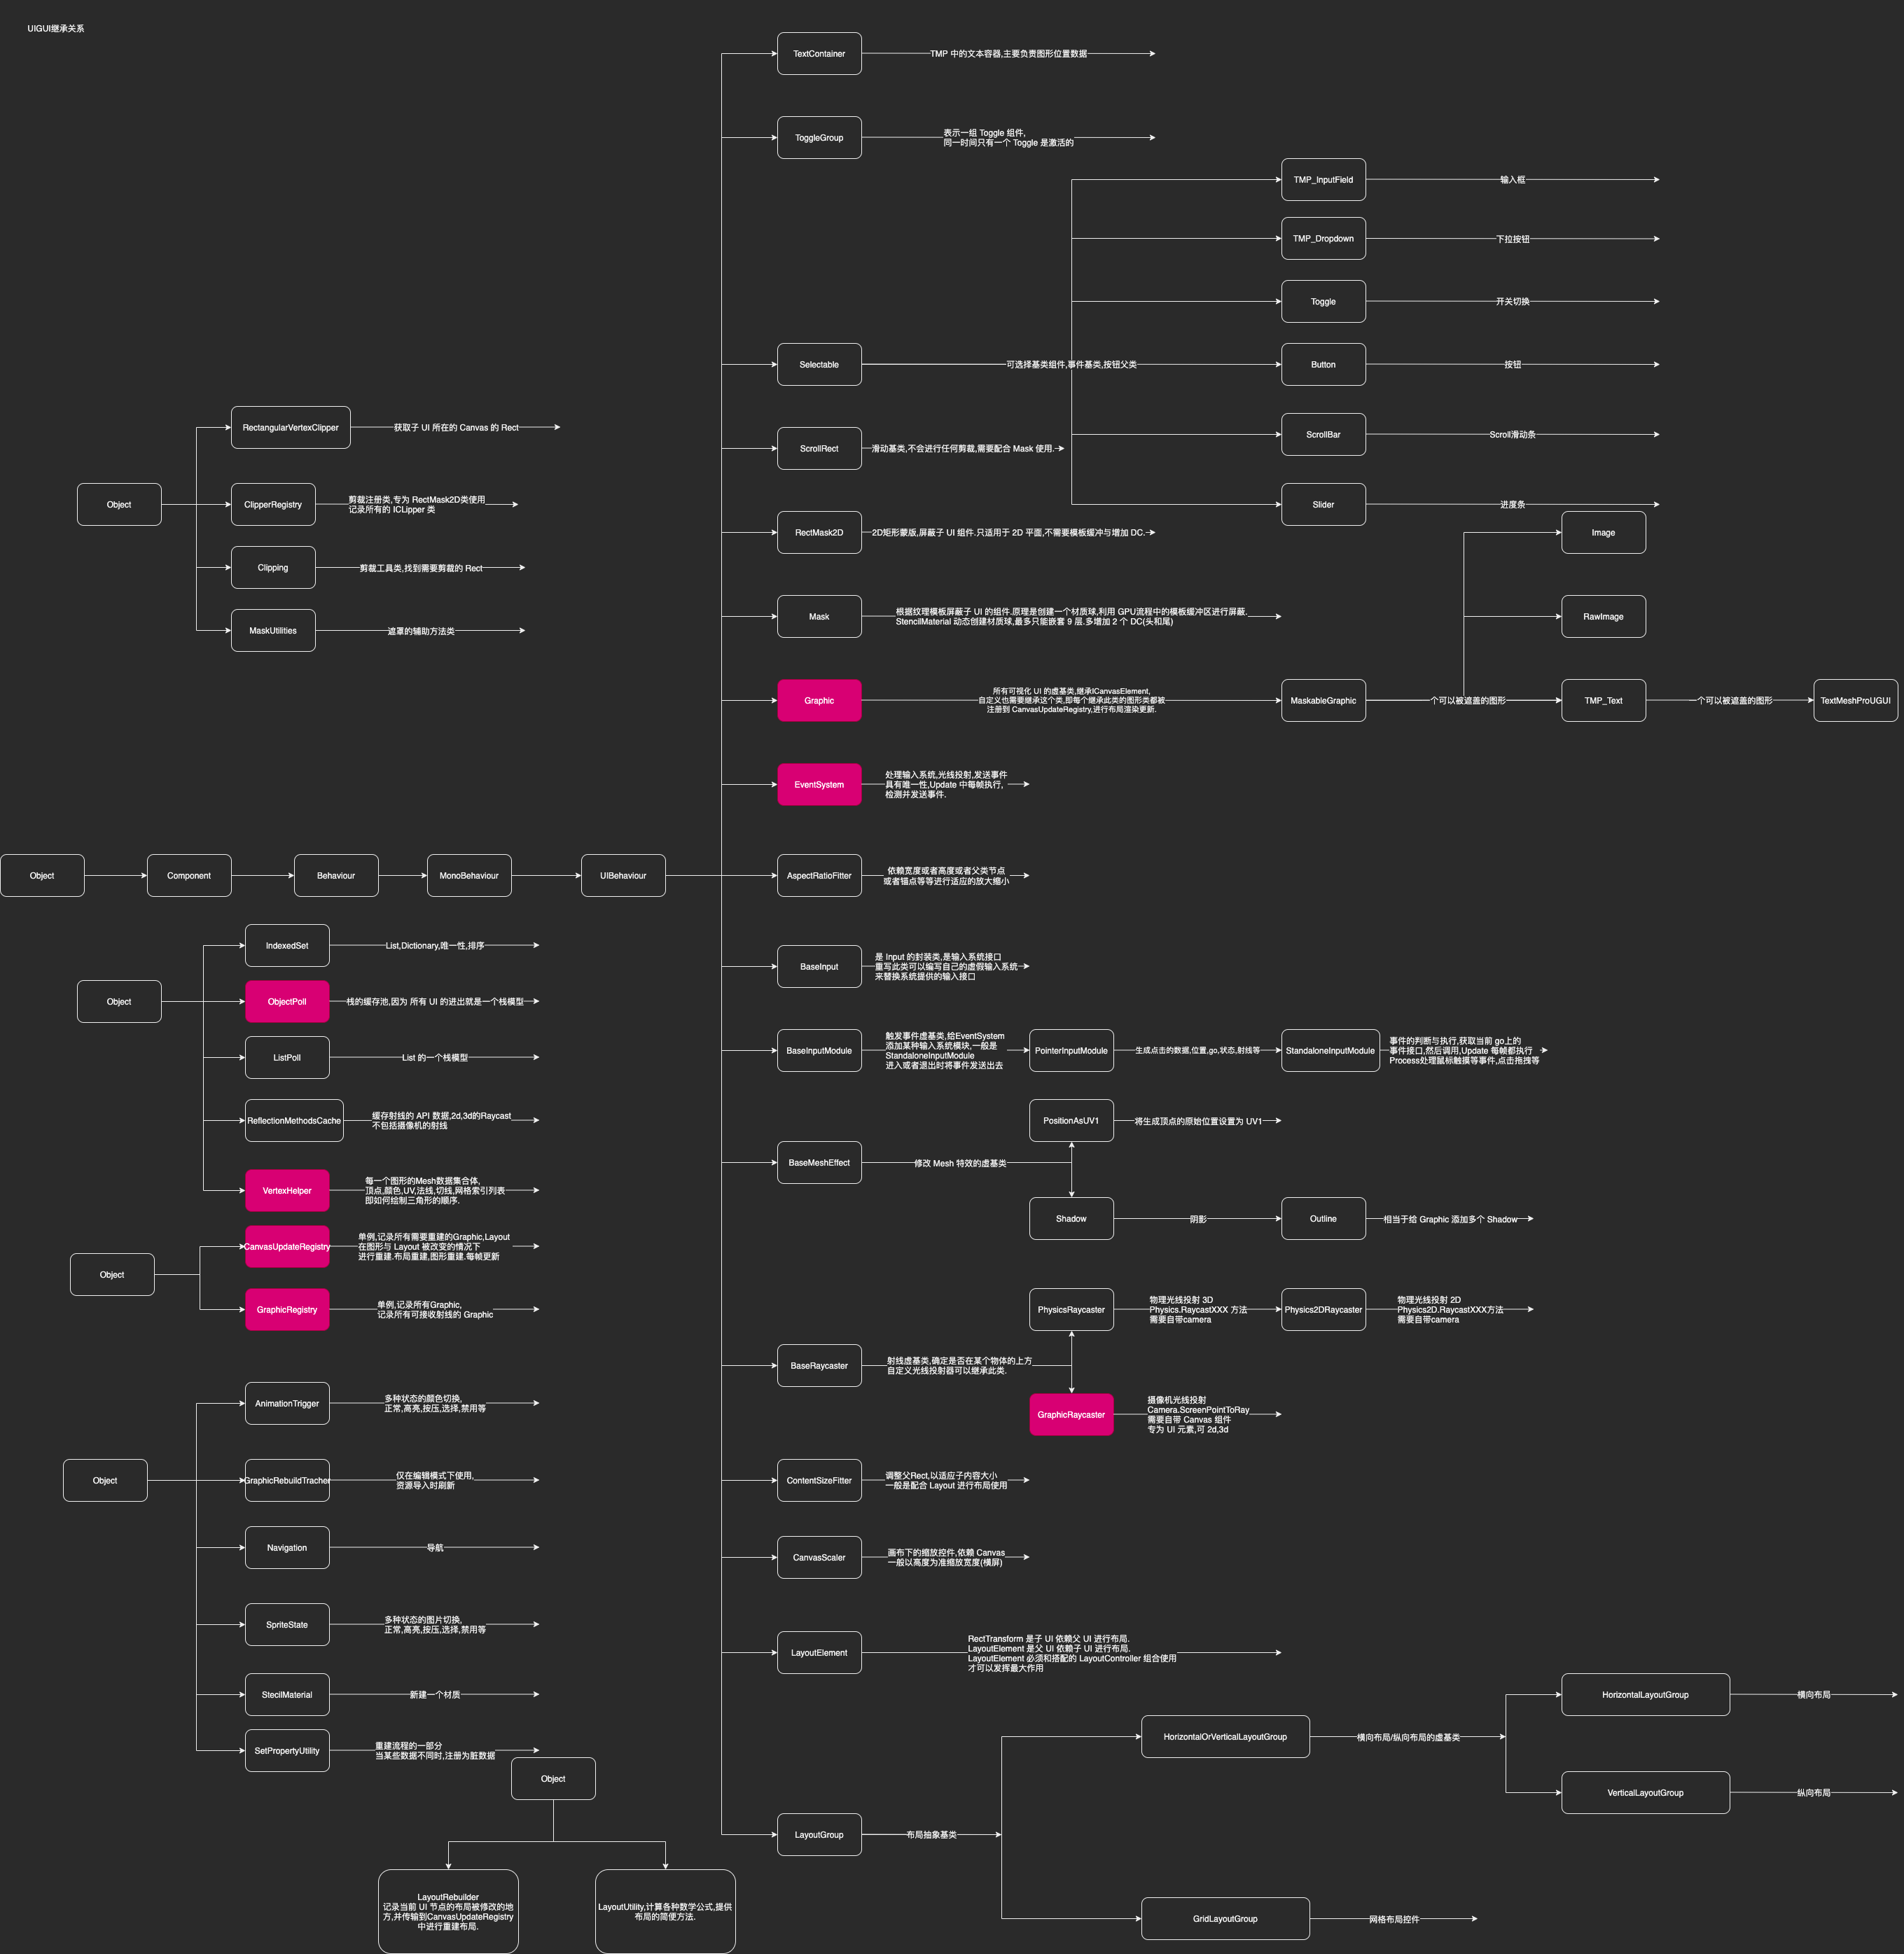 UIGUI继承关系
TextContainer
TMP 中的文本容器,主要负责图形位置数据
ToggleGroup
表示一组 Toggle 组件,
同一时间只有一个 Toggle 是激活的
TMP_InputField
输入框
TMP_Dropdown
下拉按钮
Toggle
开关切换
Selectable
可选择基类组件,事件基类,按钮父类
Button
按钮
ScrollBar
Scroll滑动条
Slider
进度条
ScrollRect
滑动基类,不会进行任何剪裁,需要配合 Mask 使用.
RectMask2D
2D矩形蒙版,屏蔽子 UI 组件.只适用于 2D 平面,不需要模板缓冲与增加 DC.
Mask
根据纹理模板屏蔽子 UI 的组件.原理是创建一个材质球,利用 GPU流程中的模板缓冲区进行屏蔽.
StencilMaterial 动态创建材质球,最多只能嵌套 9 层.多增加 2 个 DC(头和尾)
Graphic
所有可视化 UI 的虚基类,继承ICanvasElement,
自定义也需要继承这个类,即每个继承此类的图形类都被
注册到 CanvasUpdateRegistry,进行布局渲染更新.
MaskableGraphic
个可以被遮盖的图形
Image
RawImage
TMP_Text
个可以被遮盖的图形
TextMeshProUGUI
RectangularVertexClipper
获取子 UI 所在的 Canvas 的 Rect
Object
ClipperRegistry
剪裁注册类,专为 RectMask2D类使用
记录所有的 ICLipper 类
Clipping
剪裁工具类,找到需要剪裁的 Rect
MaskUtilities
遮罩的辅助方法类
EventSystem
处理输入系统,光线投射,发送事件
具有唯一性,Update 中每帧执行,
检测并发送事件.
Object
Component
Behaviour
MonoBehaviour
UIBehaviour
AspectRatioFitter
依赖宽度或者高度或者父类节点
或者锚点等等进行适应的放大缩小
BaseInput
是 Input 的封装类,是输入系统接口
重写此类可以编写自己的虚假输入系统
来替换系统提供的输入接口
BaseInputModule
触发事件虚基类,给EventSystem
添加某种输入系统模块,一般是
StandaloneInputModule
进入或者退出时将事件发送出去
PointerInputModule
生成点击的数据,位置,go,状态,射线等
StandaloneInputModule
事件的判断与执行,获取当前 go上的
事件接口,然后调用,Update 每帧都执行
Process处理鼠标触摸等事件,点击拖拽等
Object
IndexedSet
List,Dictionary,唯一性,排序
ObjectPoll
栈的缓存池,因为 所有 UI 的进出就是一个栈模型
ListPoll
List 的一个栈模型
ReflectionMethodsCache
缓存射线的 API 数据,2d,3d的Raycast
不包括摄像机的射线
VertexHelper
每一个图形的Mesh数据集合体,
顶点,颜色,UV,法线,切线,网格索引列表
即如何绘制三角形的顺序.
BaseMeshEffect
修改 Mesh 特效的虚基类
PositionAsUV1
将生成顶点的原始位置设置为 UV1
Shadow
阴影
Outline
相当于给 Graphic 添加多个 Shadow
Object
CanvasUpdateRegistry
单例,记录所有需要重建的Graphic,Layout
在图形与 Layout 被改变的情况下
进行重建.布局重建,图形重建.每帧更新
GraphicRegistry
单例,记录所有Graphic,
记录所有可接收射线的 Graphic
BaseRaycaster
射线虚基类,确定是否在某个物体的上方
自定义光线投射器可以继承此类.
PhysicsRaycaster
物理光线投射 3D
Physics.RaycastXXX 方法
需要自带camera
Physics2DRaycaster
物理光线投射 2D
Physics2D.RaycastXXX方法
需要自带camera
GraphicRaycaster
摄像机光线投射
Camera.ScreenPointToRay
需要自带 Canvas 组件
专为 UI 元素,可 2d,3d
Object
AnimationTrigger
多种状态的颜色切换,
正常,高亮,按压,选择,禁用等
GraphicRebuildTracher
仅在编辑模式下使用,
资源导入时刷新
Navigation
导航
SpriteState
多种状态的图片切换,
正常,高亮,按压,选择,禁用等
StecilMaterial
新建一个材质
SetPropertyUtility
重建流程的一部分
当某些数据不同时,注册为脏数据
ContentSizeFitter
调整父Rect,以适应子内容大小
一般是配合 Layout 进行布局使用
CanvasScaler
画布下的缩放控件,依赖 Canvas
一般以高度为准缩放宽度(横屏)
LayoutElement
RectTransform 是子 UI 依赖父 UI 进行布局.
LayoutElement 是父 UI 依赖子 UI 进行布局.
LayoutElement 必须和搭配的 LayoutController 组合使用
才可以发挥最大作用
LayoutGroup
布局抽象基类
HorizontalOrVerticalLayoutGroup
横向布局/纵向布局的虚基类
HorizontalLayoutGroup
横向布局
VerticalLayoutGroup
纵向布局
GridLayoutGroup
网格布局控件
Object
LayoutRebuilder
记录当前 UI 节点的布局被修改的地
方,并传输到CanvasUpdateRegistry
中进行重建布局.
LayoutUtility,计算各种数学公式,提供
布局的简便方法.